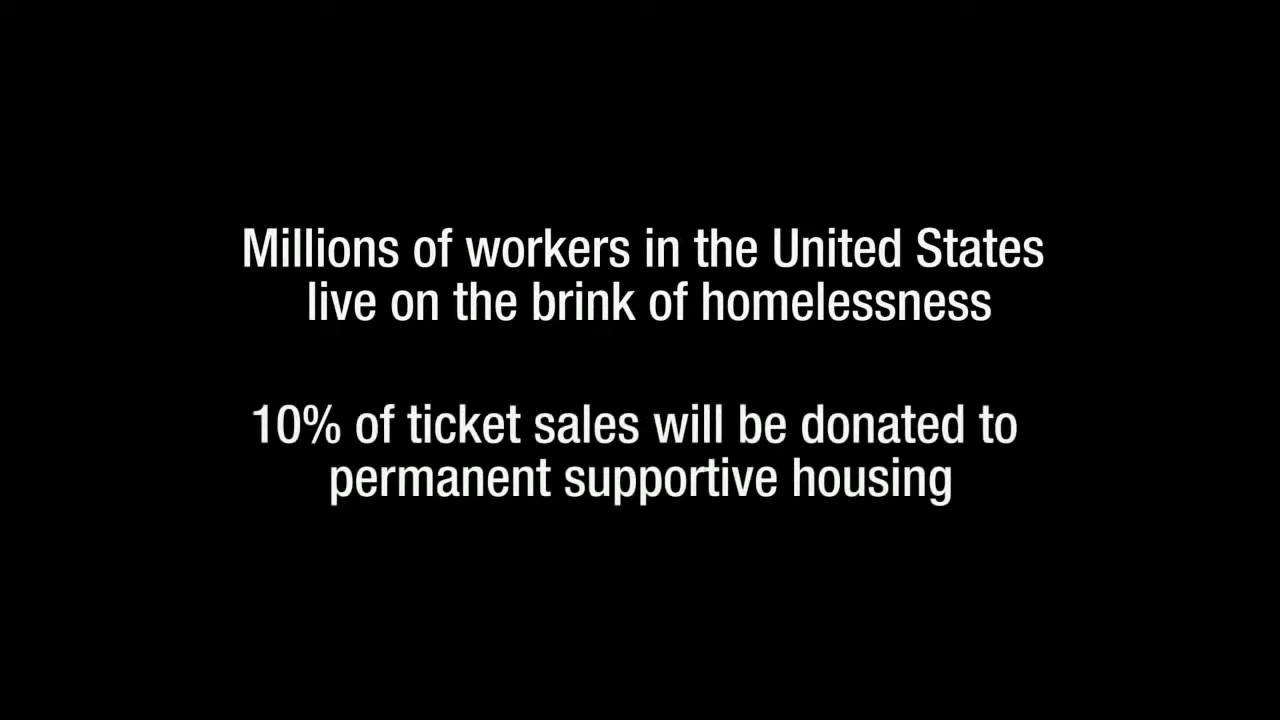 Millions of workers in the United States
live on the brink of homelessness
10% of ticket sales will be donated to
permanent supportive housing